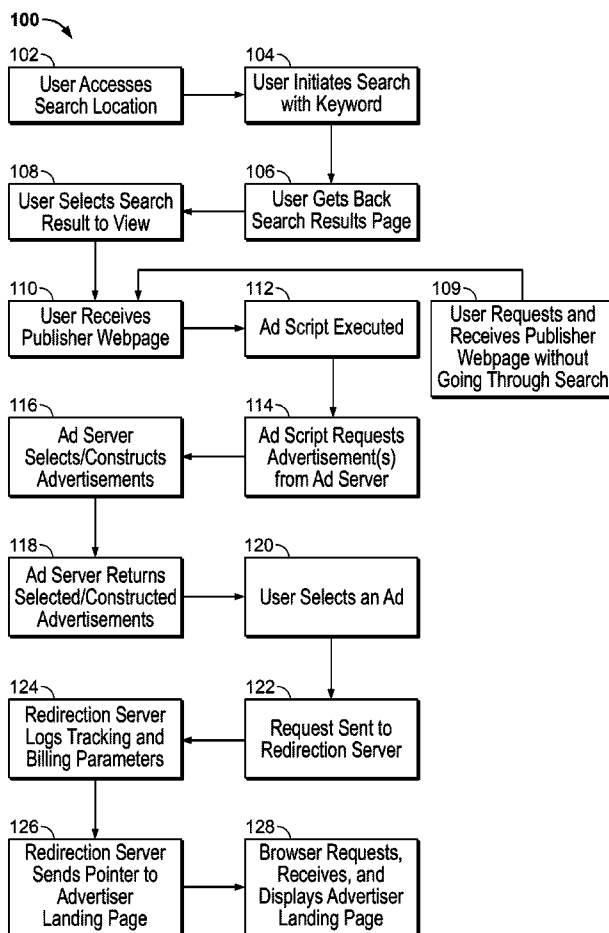 100
102
User Accesses
Search Location
104
User Initiates Search
with Keyword
108
User Selects Search
Result to View
106
User Gets Back
Search Results Page
110
User Receives
Publisher Webpage
112
Ad Script Executed
109
User Requests and
Receives Publisher
Webpage without
Going Through Search
116
Ad Server
Selects/Constructs
Advertisements
114
Ad Script Requests
Advertisement(s)
from Ad Server
118
Ad Server Returns
Selected/Constructed
Advertisements
120
User Selects an Ad
124
Redirection Server
Logs Tracking and
Billing Parameters
122
Request Sent to
Redirection Server
126
Redirection Server
Sends Pointer to
Advertiser
Landing Page
128
Browser Requests,
Receives, and
Displays Advertiser
Landing Page